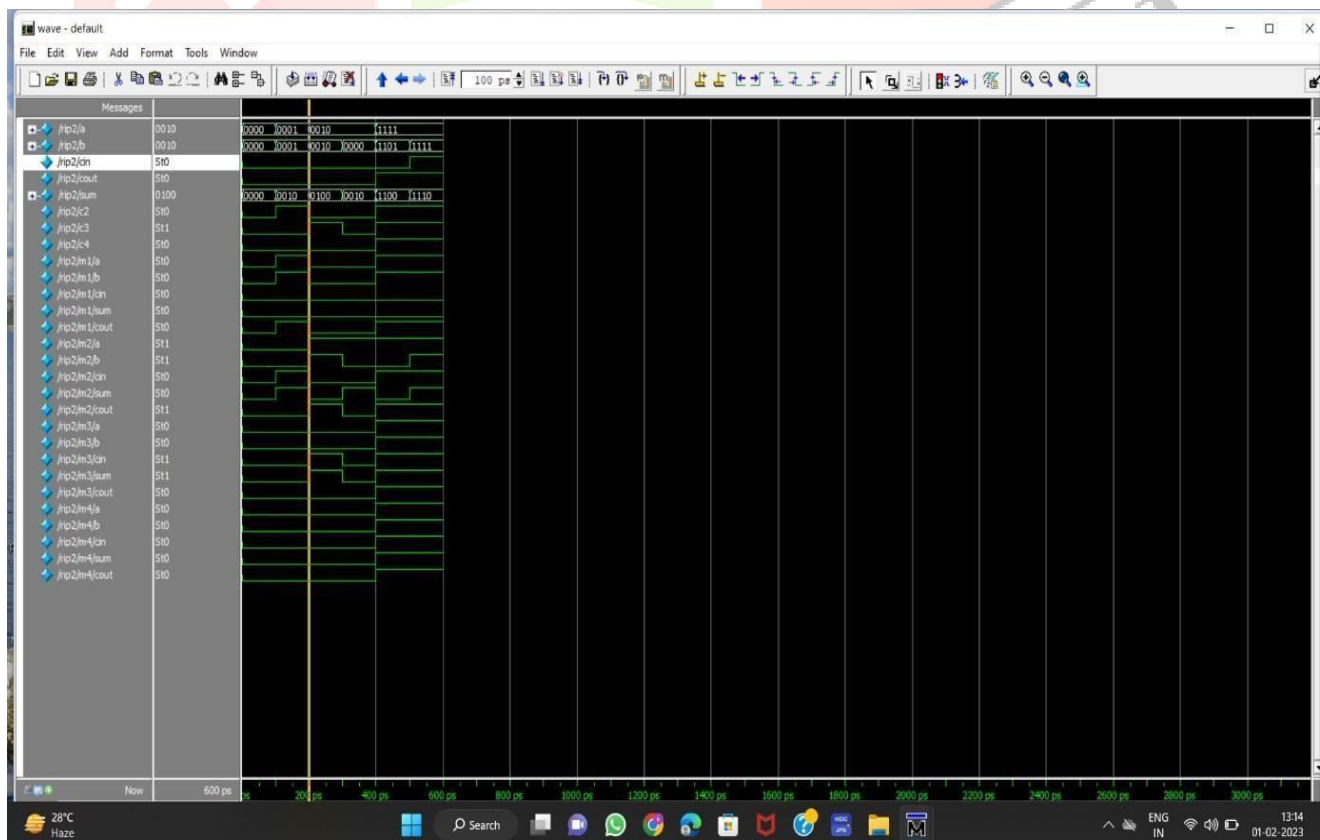 wave - default
File Edit View Add Format Tools Window
100 ps
Messages
/rip2/a 0010 0000 0001 0010 1111
/rip2/b 0010 0000 0001 0010 0000 1101 1111
/rip2/cin St0
/rip2/cout St0
/rip2/sum 0100 0000 0010 0100 0010 1100 1110
/rip2/c2 St0
/rip2/c3 St1
/rip2/c4 St0
/rip2/m1/a St0
/rip2/m1/b St0
/rip2/m1/cin St0
/rip2/m1/sum St0
/rip2/m1/cout St0
/rip2/m2/a St1
/rip2/m2/b St1
/rip2/m2/cin St0
/rip2/m2/sum St0
/rip2/m2/cout St1
/rip2/m3/a St0
/rip2/m3/b St0
/rip2/m3/cin St1
/rip2/m3/sum St1
/rip2/m3/cout St0
/rip2/m4/a St0
/rip2/m4/b St0
/rip2/m4/cin St0
/rip2/m4/sum St0
/rip2/m4/cout St0
Now 600 ps ps 200 ps 400 ps 600 ps 800 ps 1000 ps 1200 ps 1400 ps 1600 ps 1800 ps 2000 ps 2200 ps 2400 ps 2600 ps 2800 ps 3000 ps
28°C
Haze
Search
ENG
IN
13:14
01-02-2023